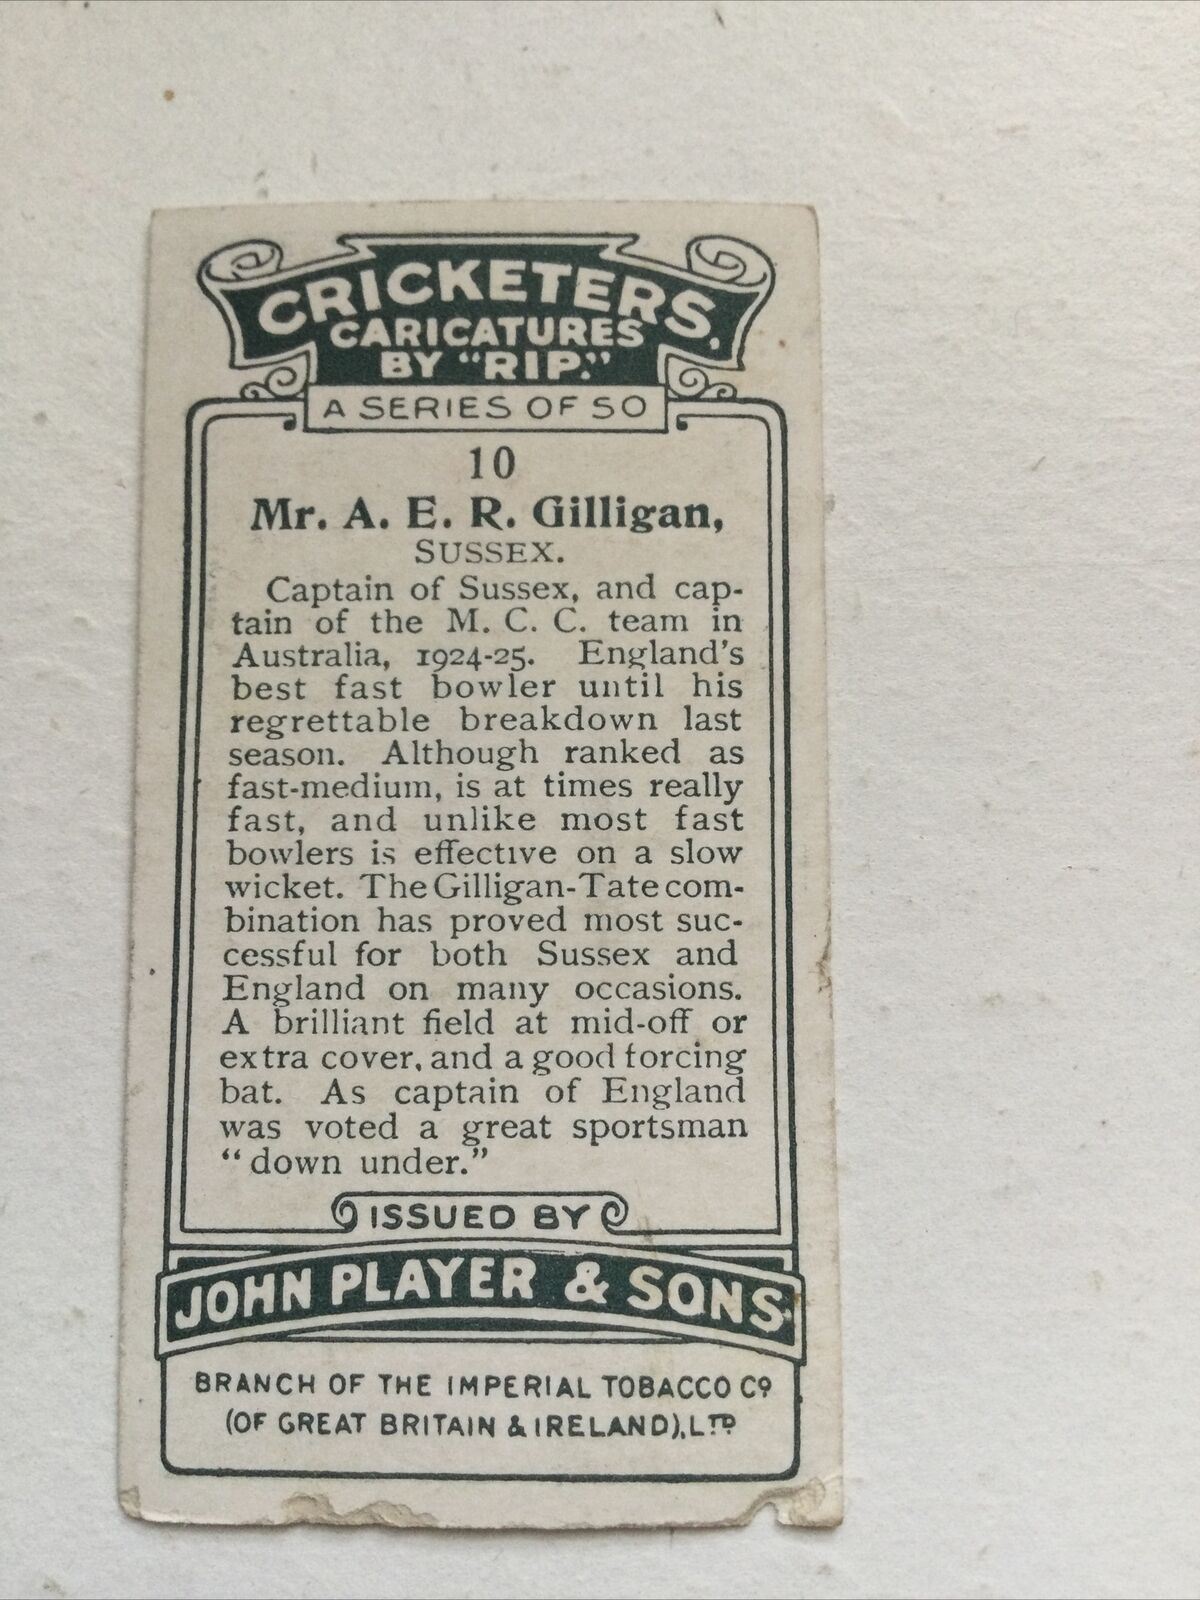 CRICKETERS,
CARICATURES
BY "RIP."
A SERIES OF 50
10
Mr. A. E. R. Gilligan,
SUSSEX.
Captain of Sussex, and cap-
tain of the M. C. C. team in
Australia, 1924-25. England's
best fast bowler until his
regrettable breakdown last
season. Although ranked as
fast-medium, is at times really
fast, and unlike most fast
bowlers is effective on a slow
wicket. The Gilligan-Tate com-
bination has proved most suc-
cessful for both Sussex and
England on many occasions.
A brilliant field at mid-off or
extra cover, and a good forcing
bat. As captain of England
was voted a great sportsman
"down under."
ISSUED BY
JOHN PLAYER & SONS.
BRANCH OF THE IMPERIAL TOBACCO CO
(OF GREAT BRITAIN & IRELAND), LTD